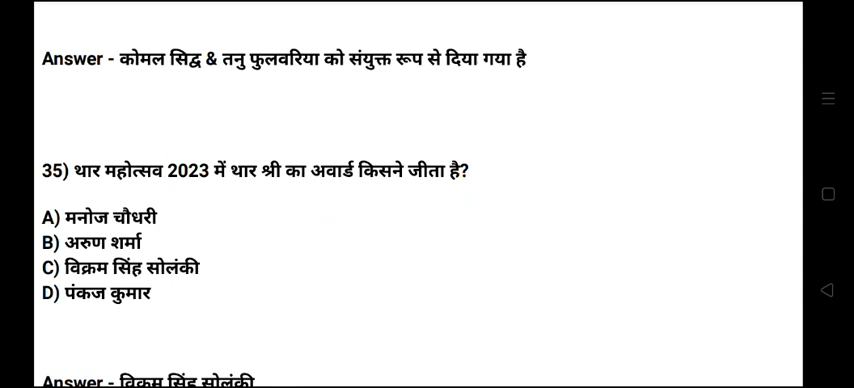 Answer - कोमल सिद्व & तनु फुलवरिया को संयुक्त रूप से दिया गया है
35) थार महोत्सव 2023 में थार श्री का अवार्ड किसने जीता है?
A) मनोज चौधरी
B) अरुण शर्मा
C) विक्रम सिंह सोलंकी
D) पंकज कुमार
Answer - विक्रम सिंह सोलंकी